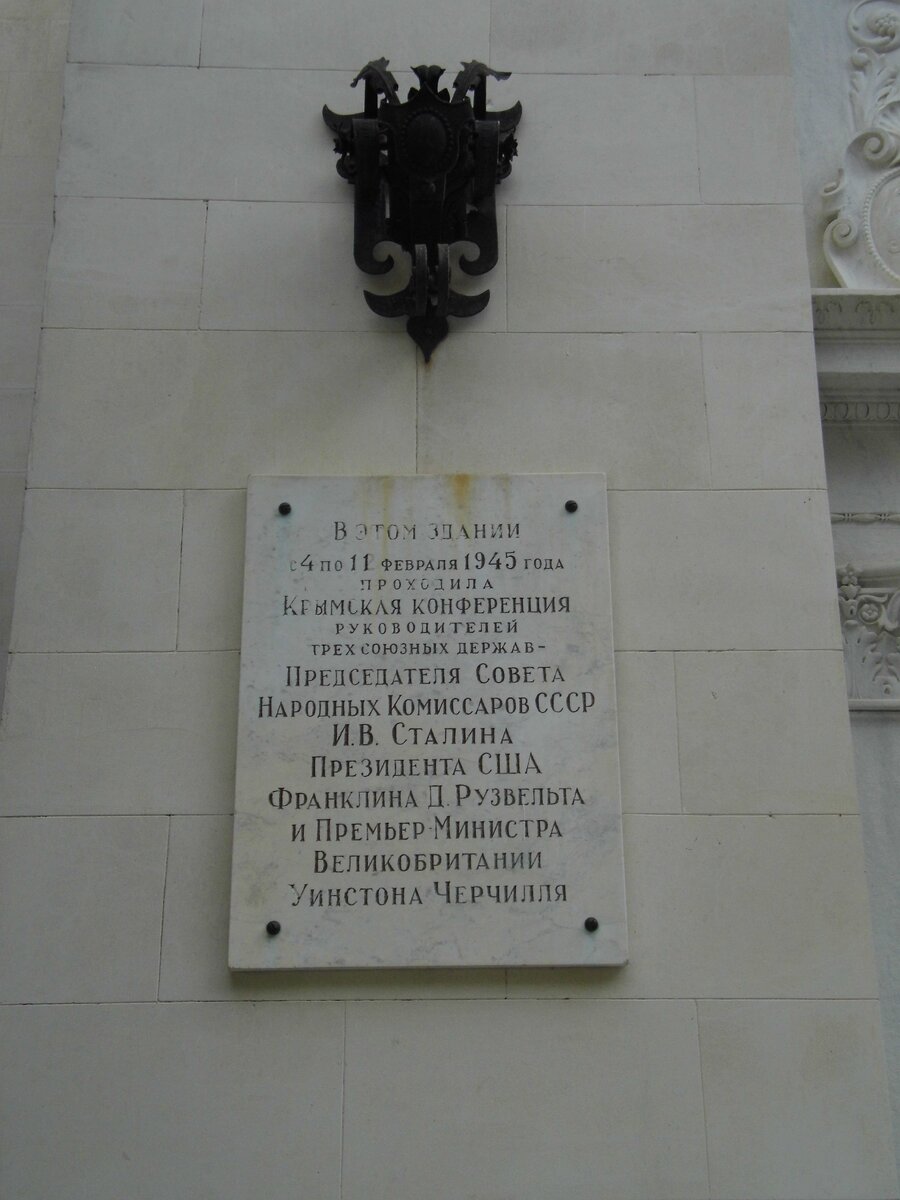 В этом здании
с 4 по 11 февраля 1945 года
проходила
Крымская конференция
руководителей
трех союзных держав-
Председателя Совета
Народных Комиссаров СССР
И.В. Сталина
Президента США
Франклина Д. Рузвельта
и Премьер-Министра
Великобритании
Уинстона Черчилля